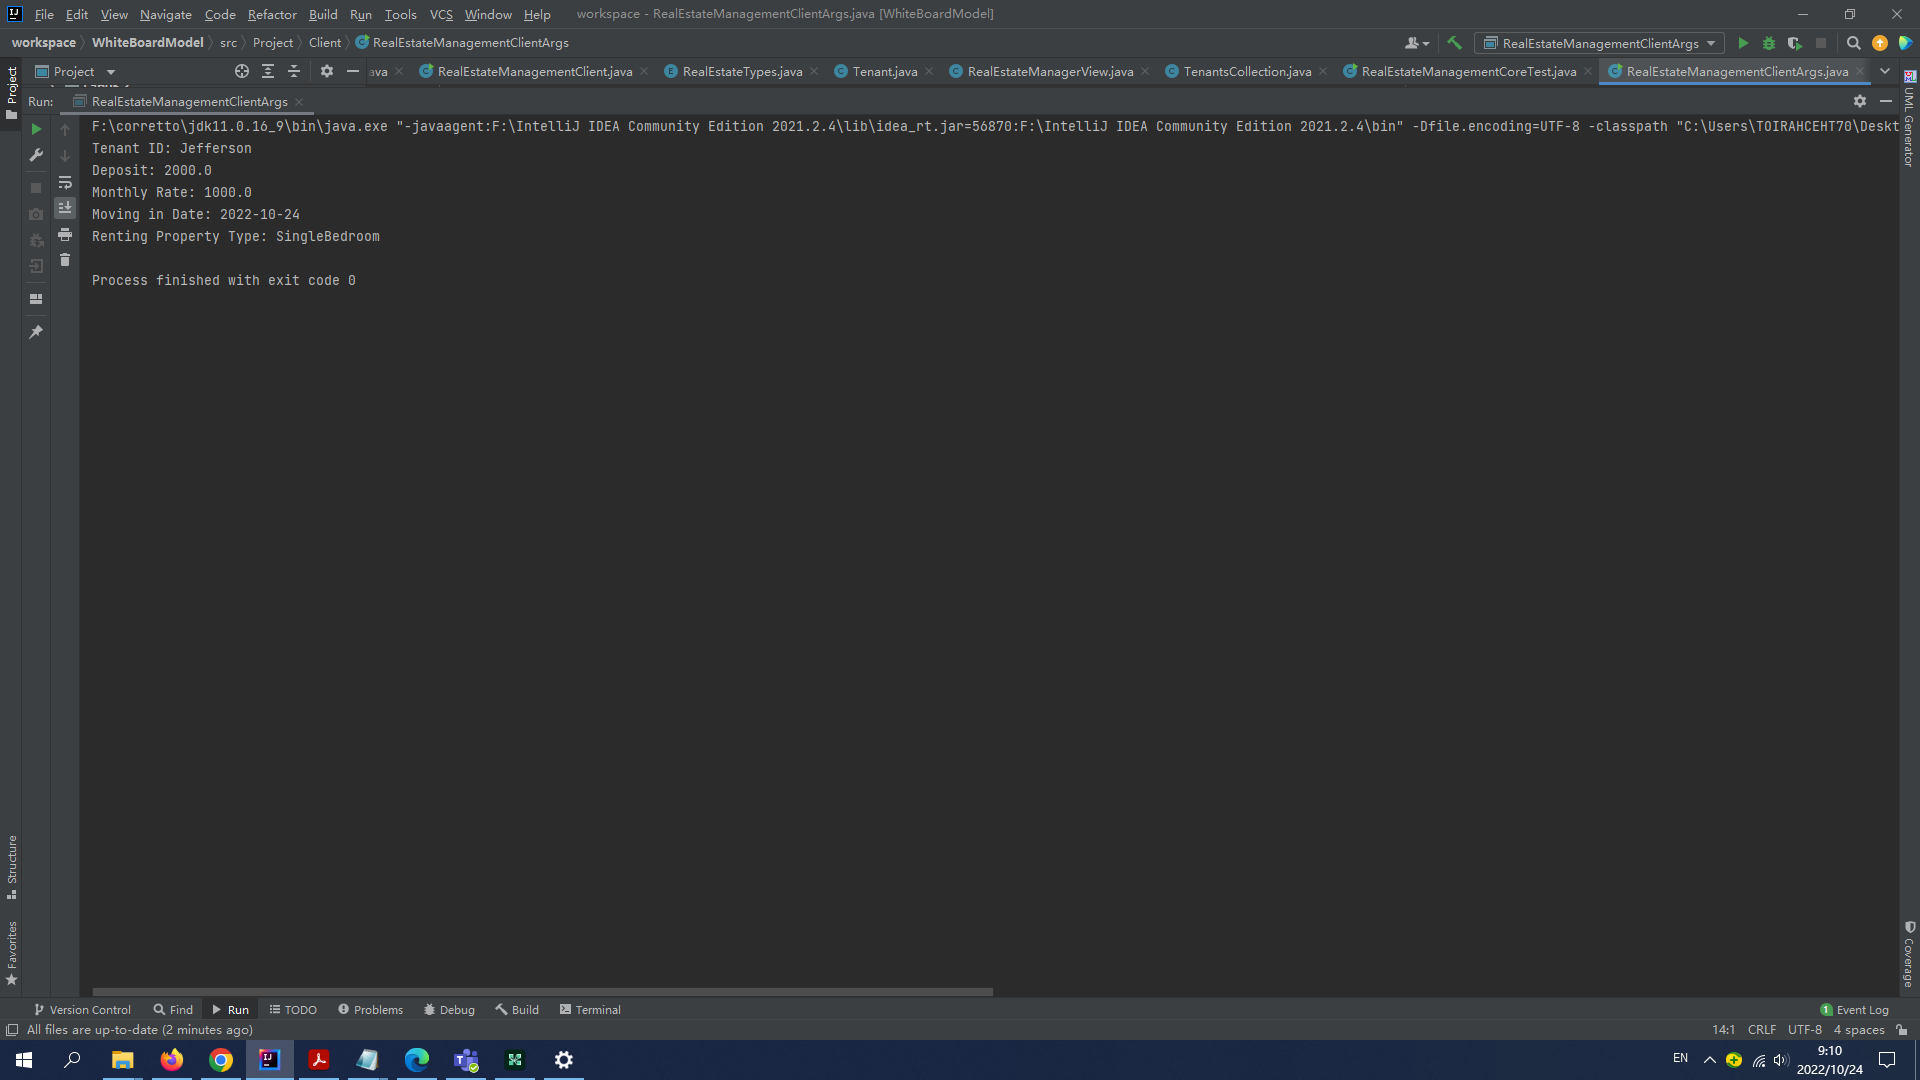 File Edit View Navigate Code Refactor Build Run Tools VCS Window Help workspace - RealEstateManagementClientArgs.java [WhiteBoardModel]
workspace WhiteBoardModel src Project Client RealEstateManagementClientArgs RealEstateManagementClientArgs
Project ava RealEstateManagementClient.java RealEstateTypes.java Tenant.java RealEstateManagerView.java TenantsCollection.java RealEstateManagementCoreTest.java RealEstateManagementClientArgs.java
Run: RealEstateManagementClientArgs
F:\corretto\jdk11.0.16_9\bin\java.exe "-javaagent:F:\IntelliJ IDEA Community Edition 2021.2.4\lib\idea_rt.jar=56870:F:\IntelliJ IDEA Community Edition 2021.2.4\bin" -Dfile.encoding=UTF-8 -classpath "C:\Users\TOIRAHCEHT70\Deskt
Tenant ID: Jefferson
Deposit: 2000.0
Monthly Rate: 1000.0
Moving in Date: 2022-10-24
Renting Property Type: SingleBedroom
Process finished with exit code 0
Project
Structure
Favorites
UML Generator
Coverage
Version Control Find Run TODO Problems Debug Build Terminal 1 Event Log
All files are up-to-date (2 minutes ago) 14:1 CRLF UTF-8 4 spaces
EN 9:10
2022/10/24